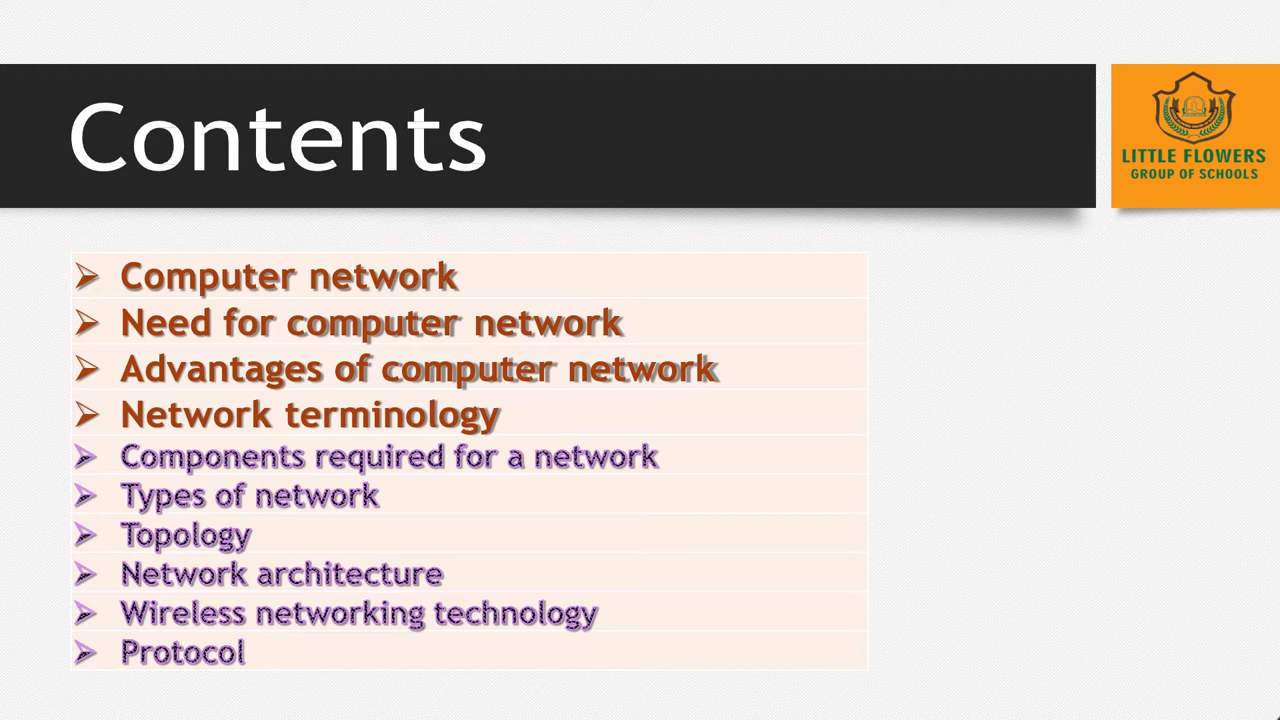 Contents
LITTLE FLOWERS
GROUP OF SCHOOLS
Computer network
Need for computer network
Advantages of computer network
Network terminology
Components required for a network
Types of network
Topology
Network architecture
Wireless networking technology
Protocol